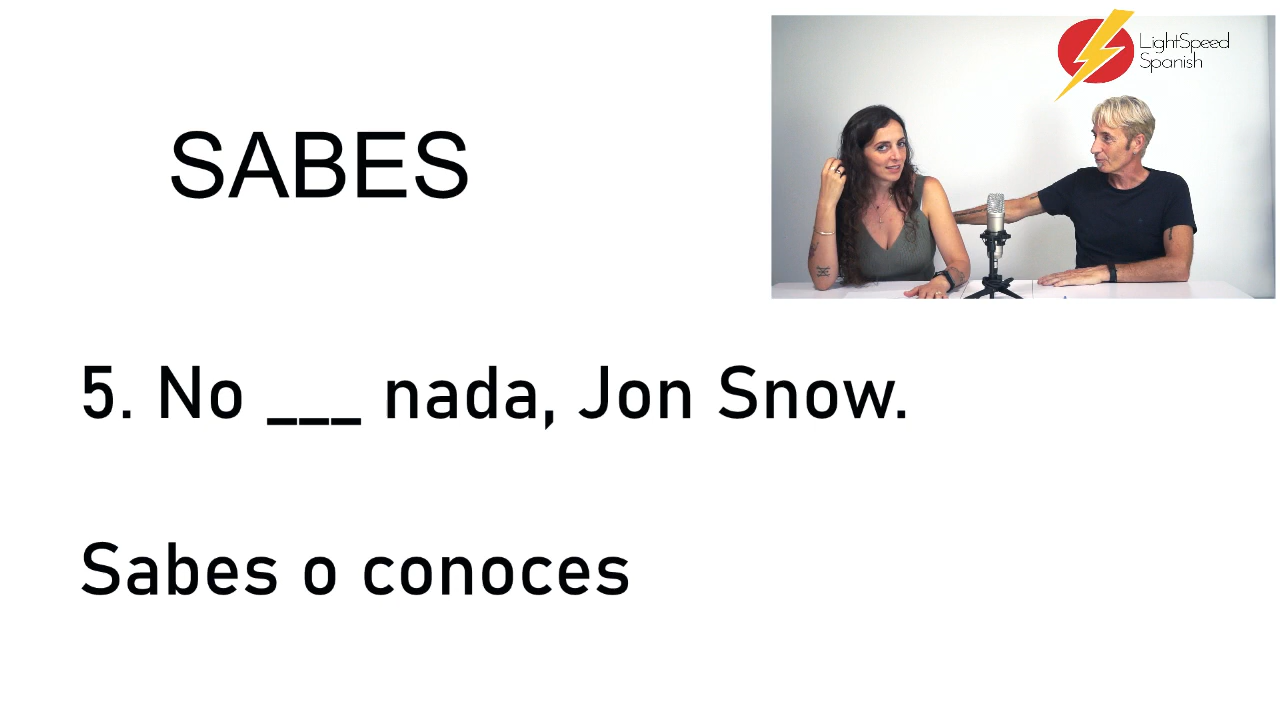 LightSpeed
Spanish
SABES
5. No ___ nada, Jon Snow.
Sabes o conoces